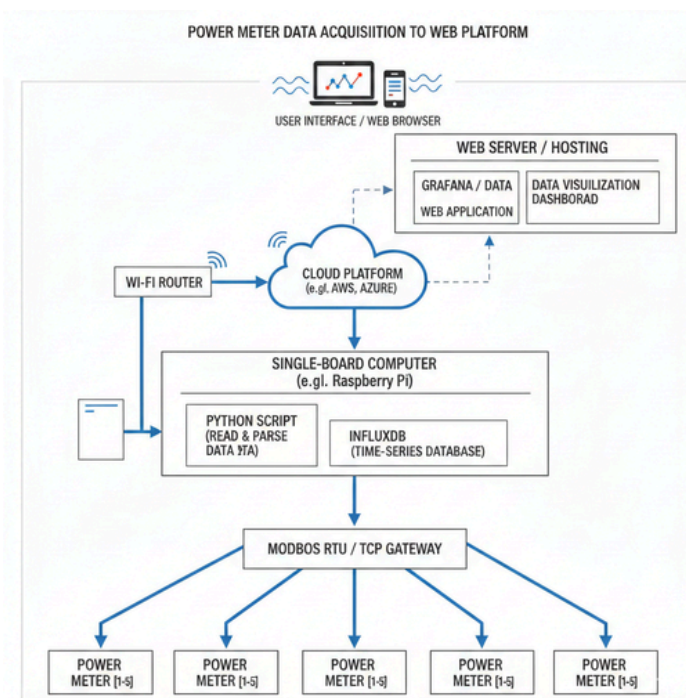 POWER METER DATA ACQUISIITION TO WEB PLATFORM
USER INTERFACE / WEB BROWSER
WEB SERVER / HOSTING
GRAFANA / DATA
WEB APPLICATION
DATA VISUILIZATION
DASHBORAD
WI-FI ROUTER
CLOUD PLATFORM
(e.gl. AWS, AZURE)
SINGLE-BOARD COMPUTER
(e.gl. Raspberry Pi)
PYTHON SCRIPT
(READ & PARSE
DATA
INFLUXDB
(TIME-SERIES DATABASE)
MODBOS RTU / TCP GATEWAY
POWER
METER [1-5]
POWER
METER [1-5]
POWER
METER [1-5]
POWER
METER [1-5]
POWER
METER [1-5]